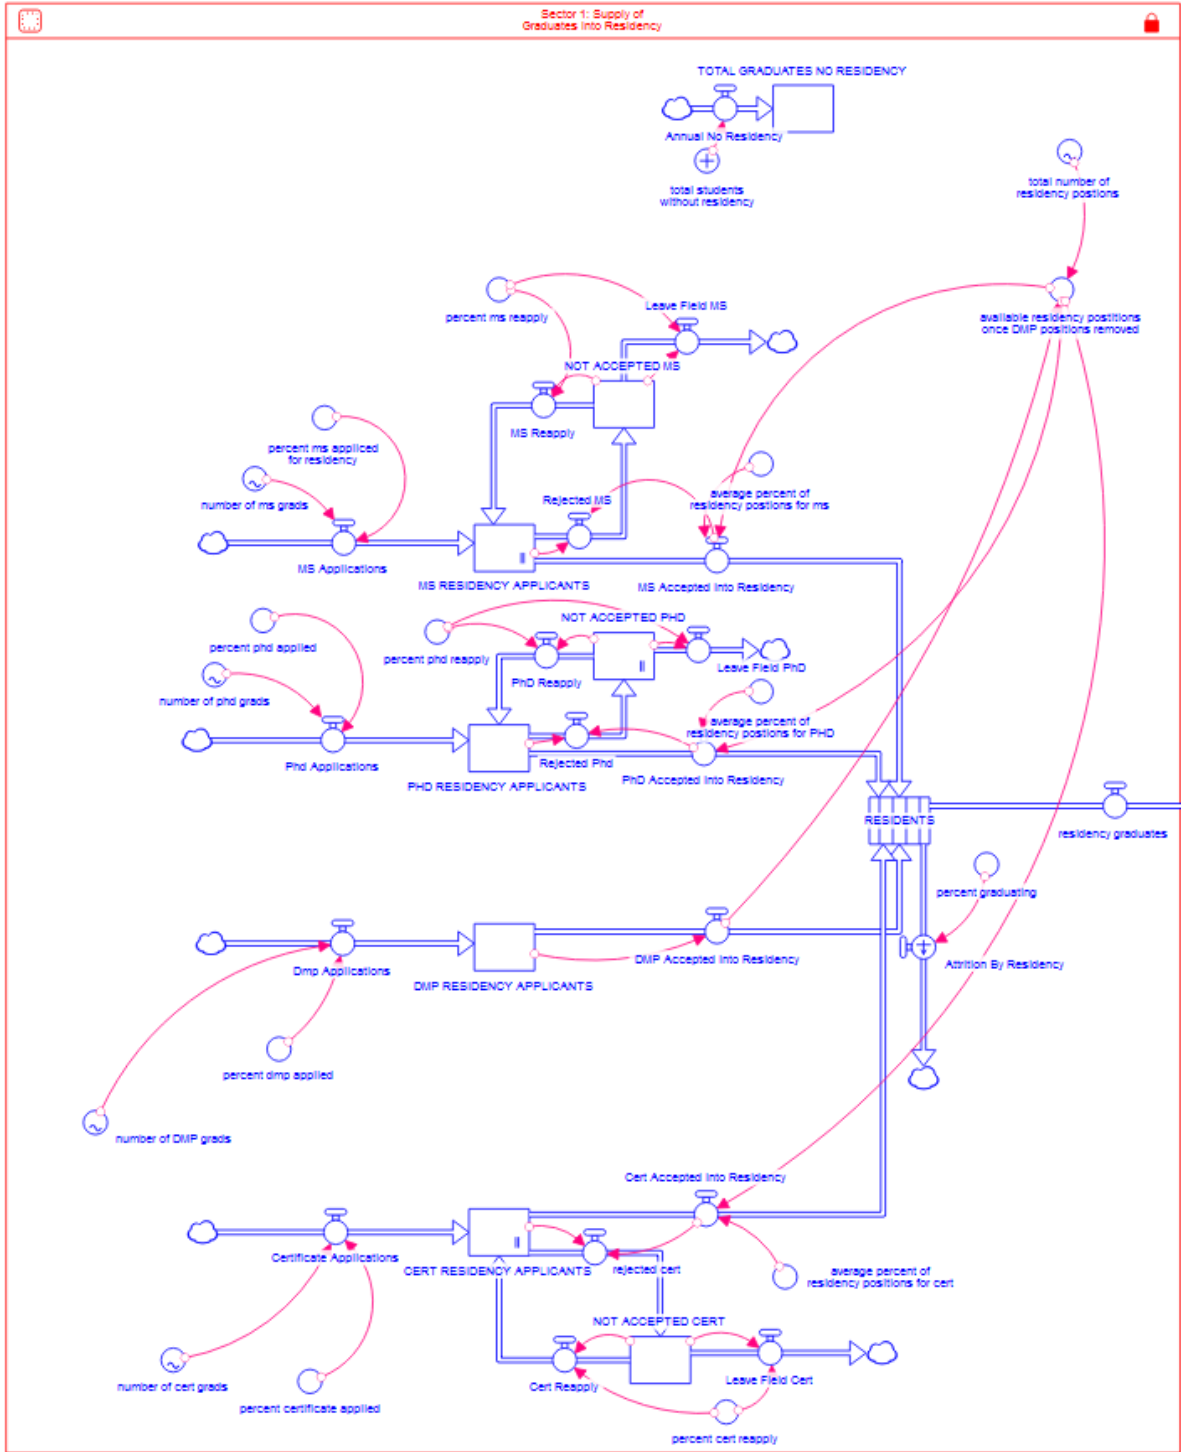 Sector 1: Supply of
Graduates Into Residency
TOTAL GRADUATES NO RESIDENCY
Annual No Residency
total students
without residency
total number of
residency postions
percent ms reapply
Leave Field MS
available residency postitions
once DMP positions removed
NOT ACCEPTED MS
MS Reapply
percent ms appliced
for residency
number of ms grads
Rejected MS
average percent of
residency postions for ms
MS Applications
MS RESIDENCY APPLICANTS
MS Accepted Into Residency
percent phd applied
NOT ACCEPTED PHD
percent phd reapply
PhD Reapply
Leave Field PhD
number of phd grads
average percent of
residency postions for PHD
Phd Applications
Rejected Phd
PHD RESIDENCY APPLICANTS
PhD Accepted Into Residency
RESIDENTS
residency graduates
percent graduating
Dmp Applications
DMP RESIDENCY APPLICANTS
DMP Accepted Into Residency
Attrition By Residency
percent dmp applied
number of DMP grads
Cert Accepted Into Residency
Certificate Applications
CERT RESIDENCY APPLICANTS
rejected cert
average percent of
residency positions for cert
NOT ACCEPTED CERT
number of cert grads
percent certificate applied
Cert Reapply
Leave Field Cert
percent cert reapply